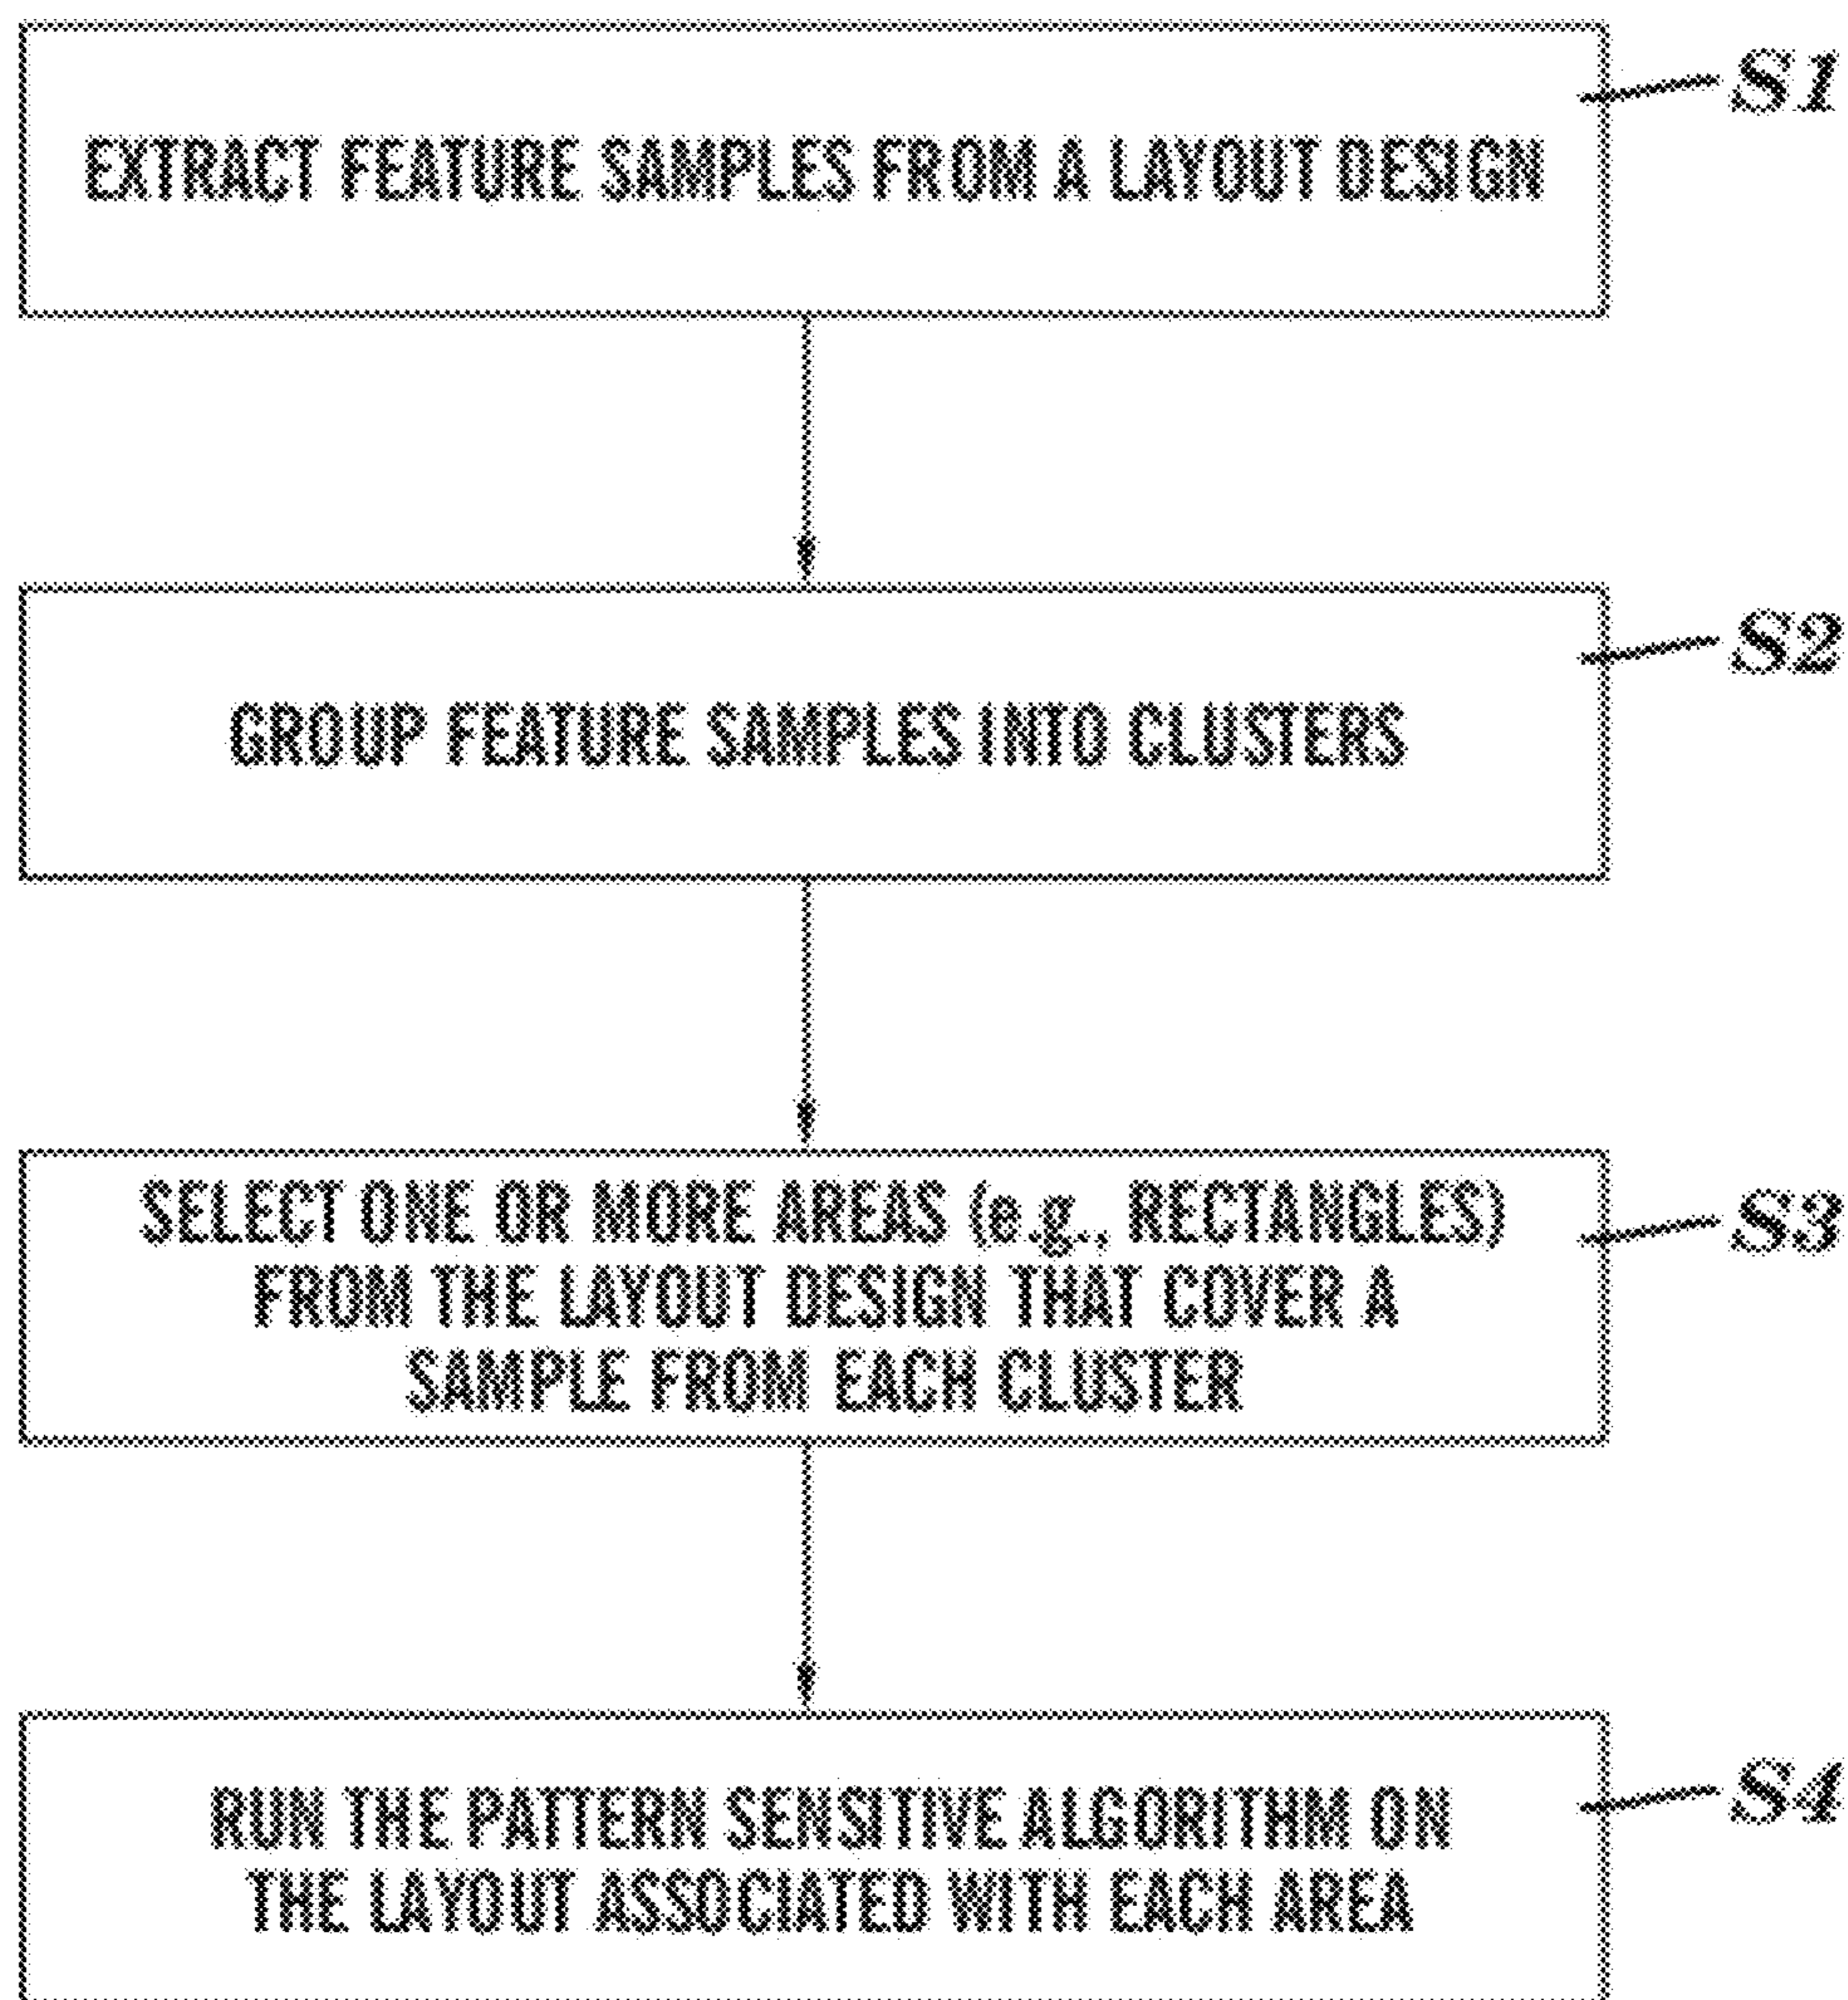 EXTRACT FEATURE SAMPLES FROM A LAYOUT DESIGN
S1
GROUP FEATURE SAMPLES INTO CLUSTERS
S2
SELECT ONE OR MORE AREAS (e.g., RECTANGLES)
FROM THE LAYOUT DESIGN THAT COVER A
SAMPLE FROM EACH CLUSTER
S3
RUN THE PATTERN SENSITIVE ALGORITHM ON
THE LAYOUT ASSOCIATED WITH EACH AREA
S4